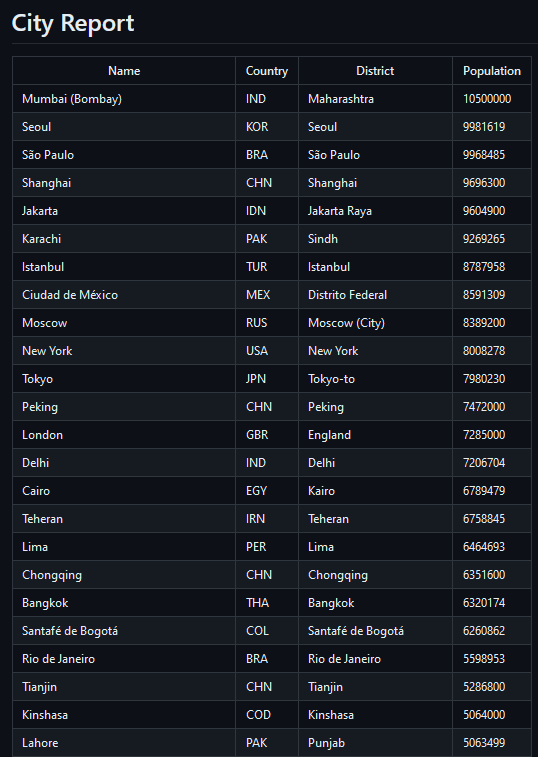 City Report
Name Country District Population
Mumbai (Bombay) IND Maharashtra 10500000
Seoul KOR Seoul 9981619
São Paulo BRA São Paulo 9968485
Shanghai CHN Shanghai 9696300
Jakarta IDN Jakarta Raya 9604900
Karachi PAK Sindh 9269265
Istanbul TUR Istanbul 8787958
Ciudad de México MEX Distrito Federal 8591309
Moscow RUS Moscow (City) 8389200
New York USA New York 8008278
Tokyo JPN Tokyo-to 7980230
Peking CHN Peking 7472000
London GBR England 7285000
Delhi IND Delhi 7206704
Cairo EGY Kairo 6789479
Teheran IRN Teheran 6758845
Lima PER Lima 6464693
Chongqing CHN Chongqing 6351600
Bangkok THA Bangkok 6320174
Santafé de Bogotá COL Santafé de Bogotá 6260862
Rio de Janeiro BRA Rio de Janeiro 5598953
Tianjin CHN Tianjin 5286800
Kinshasa COD Kinshasa 5064000
Lahore PAK Punjab 5063499